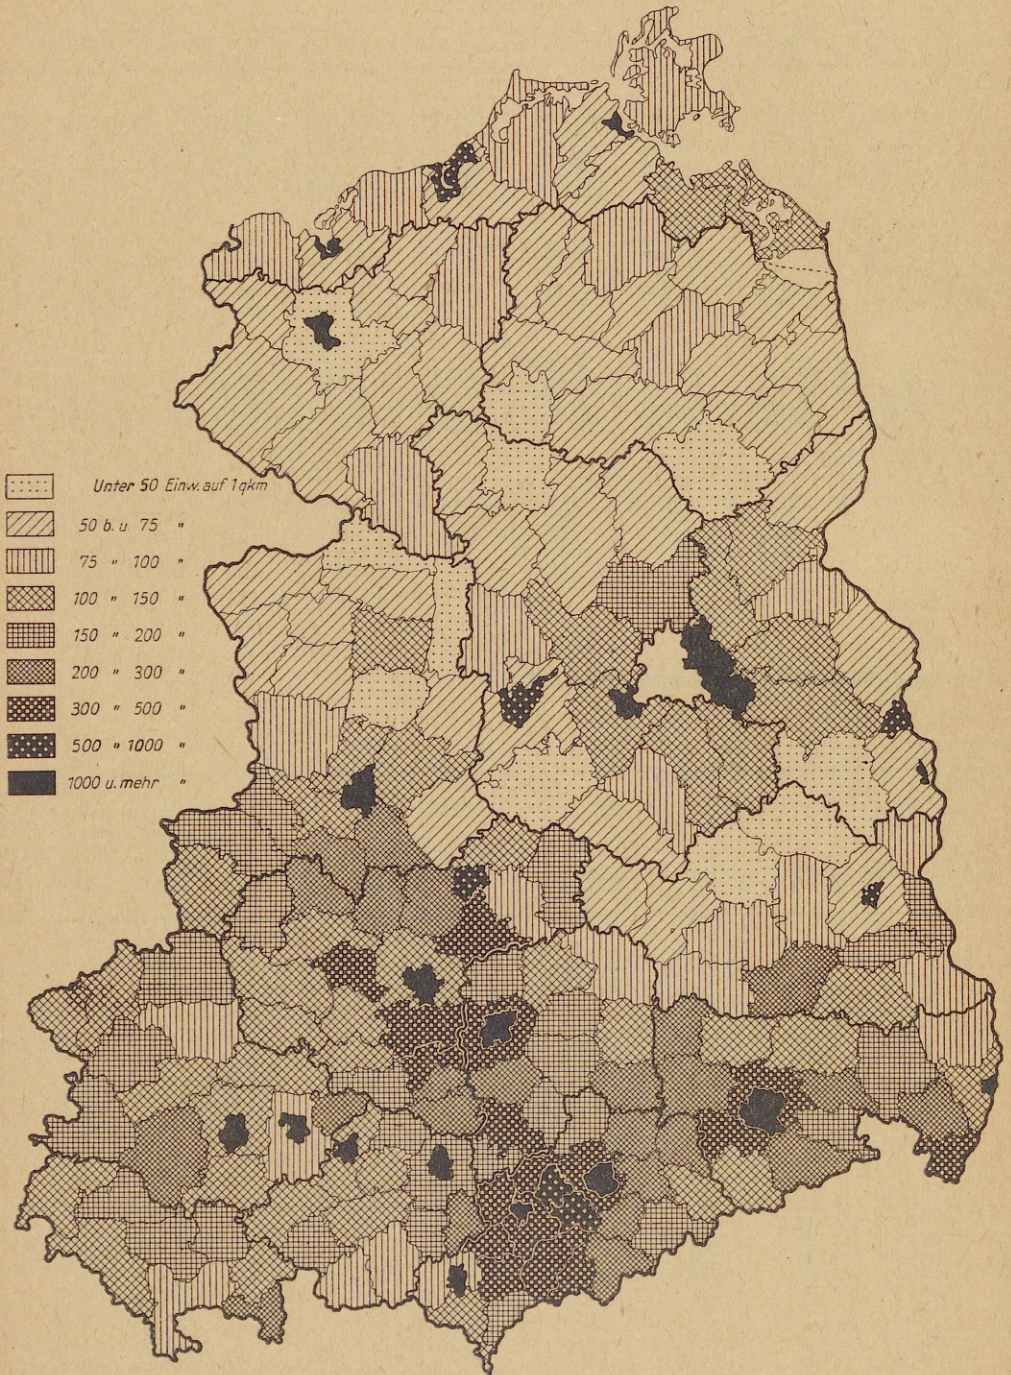 Unter 50 Einw. auf 1qkm
50 b. u. 75 "
75 " 100 "
100 " 150 "
150 " 200 "
200 " 300 "
300 " 500 "
500 " 1000 "
1000 u. mehr "